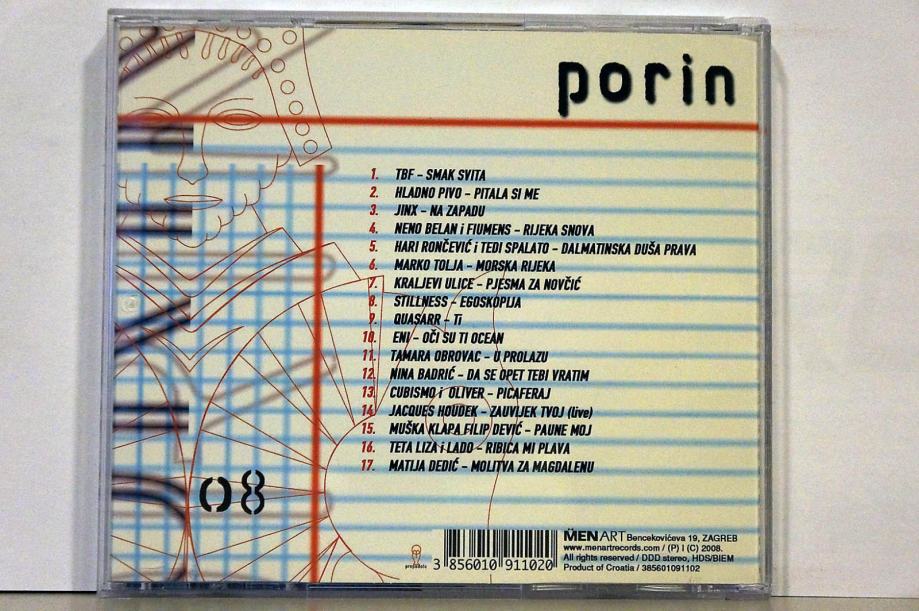 porin
1. TBF – SMAK SVITA
2. HLADNO PIVO – PITALA SI ME
3. JINX – NA ZAPADU
4. NENO BELAN i FIUMENS – RIJEKA SNOVA
5. HARI RONČEVIĆ i TEDI SPALATO – DALMATINSKA DUŠA PRAVA
6. MARKO TOLJA – MORSKA RIJEKA
7. KRALJEVI ULICE – PJESMA ZA NOVČIĆ
8. STILLNESS – EGOSKOPIJA
9. QUASARR – Ti
10. ENI – OČI SU TI OCEAN
11. TAMARA OBROVAC – U PROLAZU
12. NINA BADRIĆ – DA SE OPET TEBI VRATIM
13. CUBISMO i OLIVER – PICAFERAJ
14. JACQUES HOUDEK – ZAUVIJEK TVOJ (live)
15. MUŠKA KLAPA FILIP DEVIĆ – PAUNE MOJ
16. TETA LIZA i LADO – RIBICA MI PLAVA
17. MATIJA DEDIĆ – MOLITVA ZA MAGDALENU
08
3 856010 911020
MENART Bencekovićeva 19, ZAGREB
www.menartrecords.com / (P) i (C) 2008.
All rights reserved / DDD stereo, HDS/BIEM
Product of Croatia / 385601091102